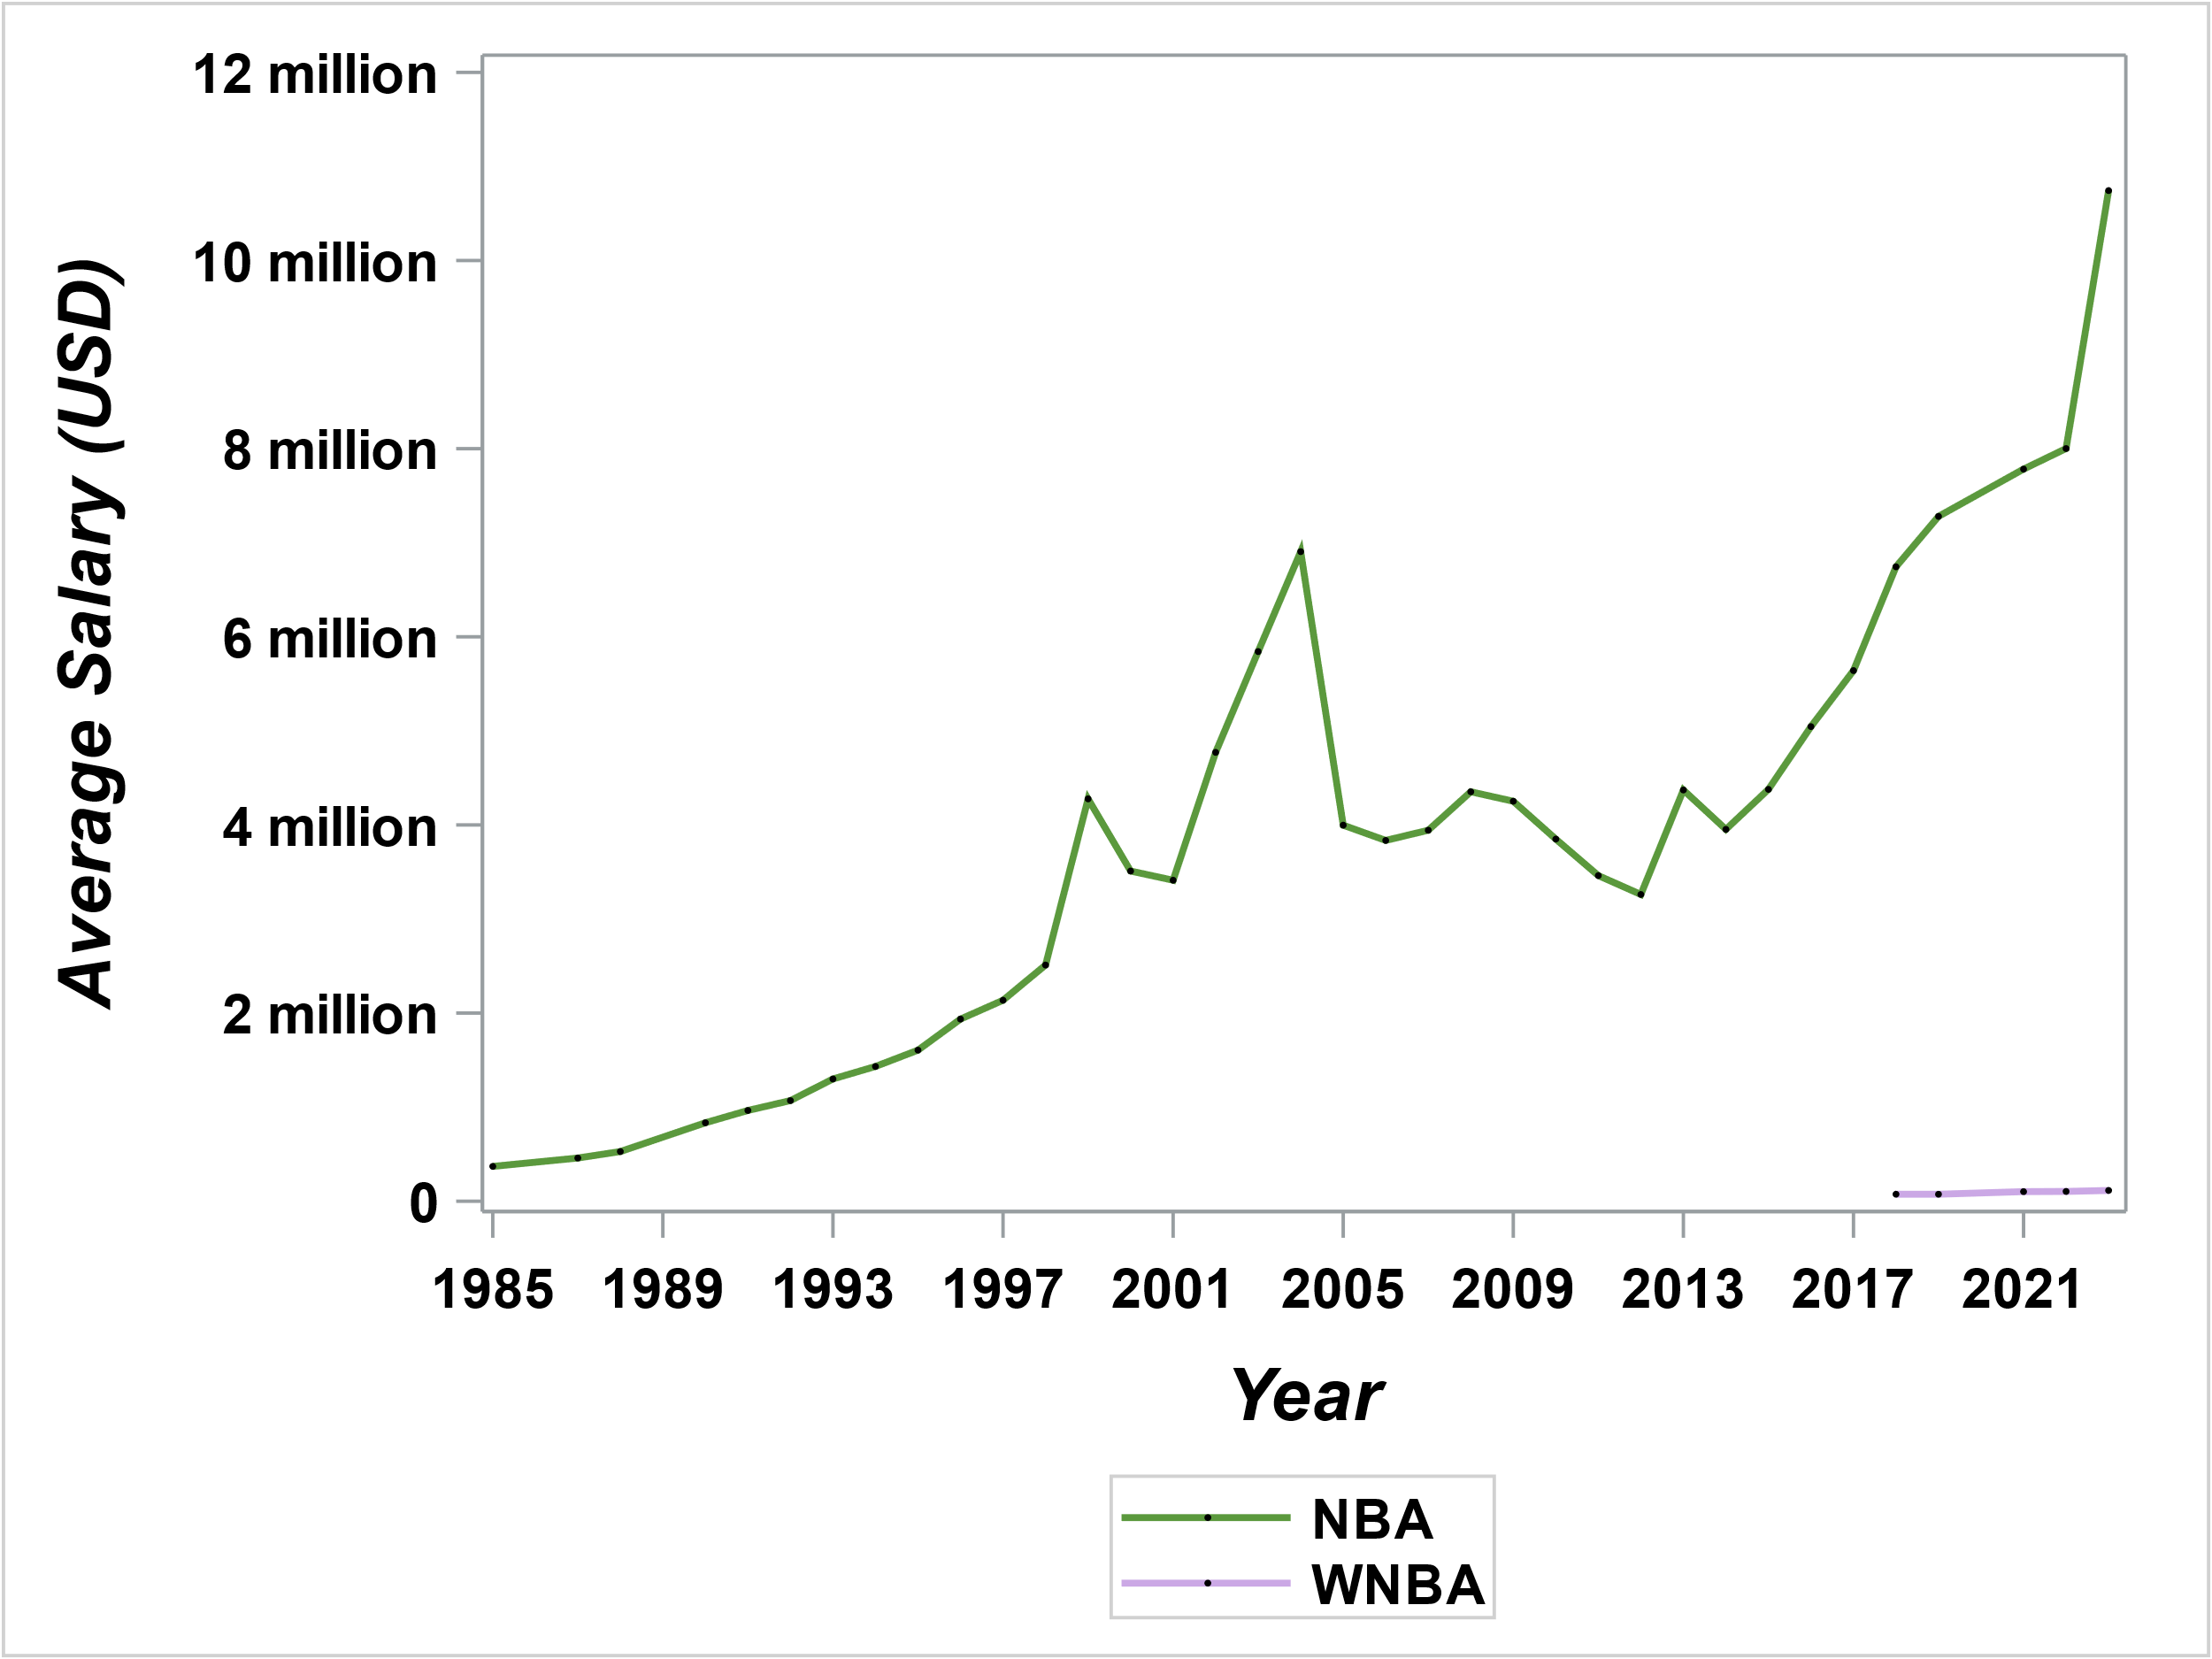 12 million
10 million
8 million
6 million
4 million
2 million
0
Average Salary (USD)
1985 1989 1993 1997 2001 2005 2009 2013 2017 2021
Year
NBA
WNBA